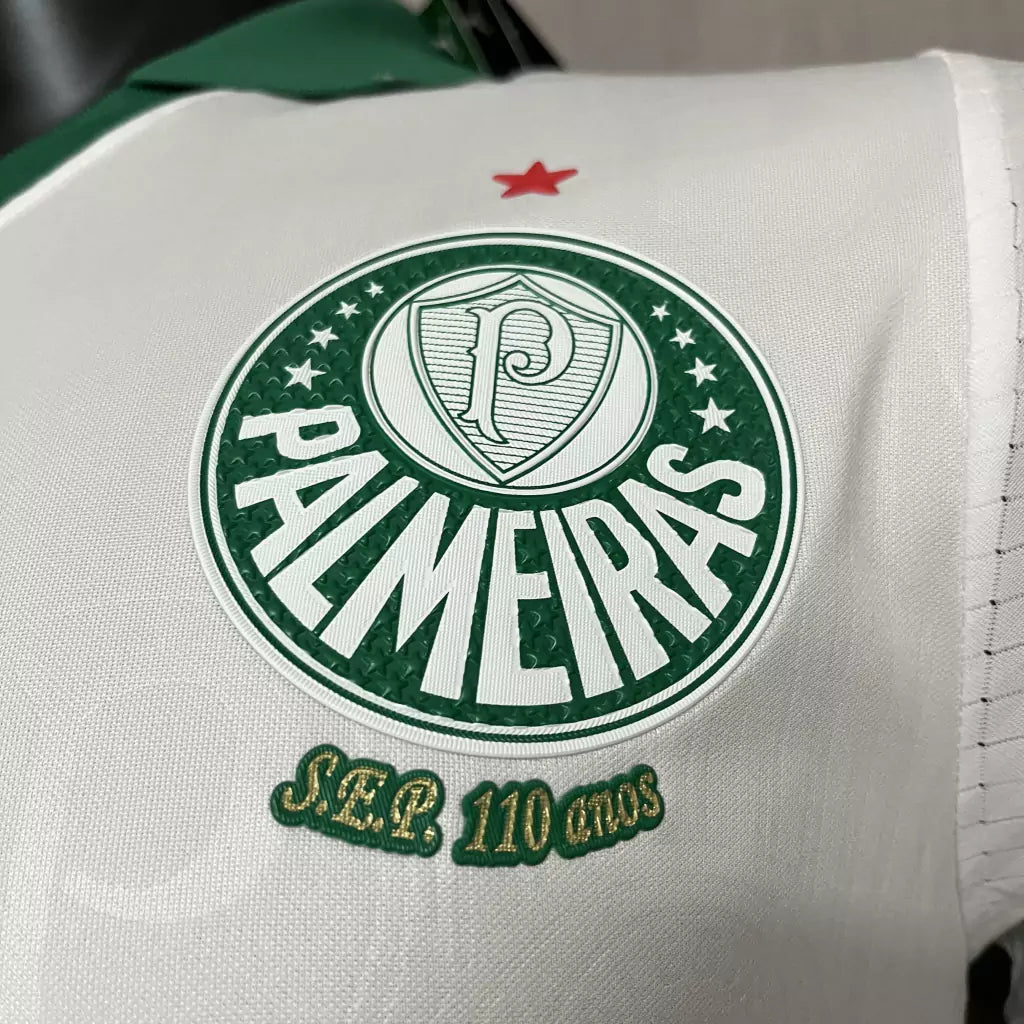 P
PALMEIRAS
S.E.P. 110 anos